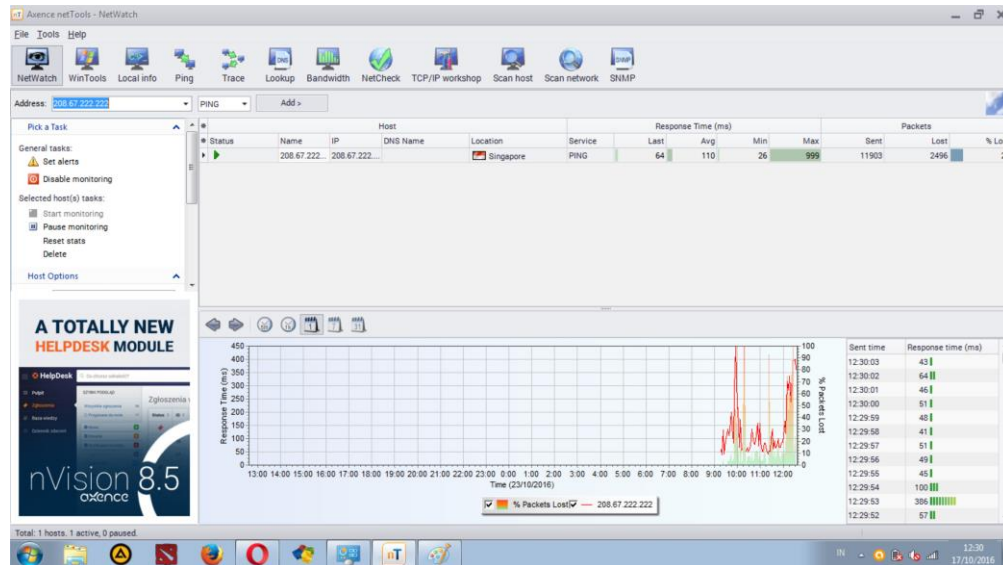 Axence netTools - NetWatch
File Tools Help
NetWatch WinTools Local info Ping Trace Lookup Bandwidth NetCheck TCP/IP workshop Scan host Scan network SNMP
Address: 208.67.222.222 PING Add >
Pick a Task
General tasks:
Set alerts
Disable monitoring
Selected host(s) tasks:
Start monitoring
Pause monitoring
Reset stats
Delete
Host Options
Host Response Time (ms) Packets
Status Name IP DNS Name Location Service Last Avg Min Max Sent Lost % Lo
208.67.222... 208.67.222.... Singapore PING 64 110 26 999 11903 2496
A TOTALLY NEW
HELPDESK MODULE
HelpDesk
nVision 8.5
axence
450
400
350
300
250
200
150
100
50
0
Response Time (ms)
100
90
80
70
60
50
40
30
20
10
0
% Packets Lost
13:00 14:00 15:00 16:00 17:00 18:00 19:00 20:00 21:00 22:00 23:00 0:00 1:00 2:00 3:00 4:00 5:00 6:00 7:00 8:00 9:00 10:00 11:00 12:00
Time (23/10/2016)
% Packets Lost 208.67.222.222
Sent time Response time (ms)
12:30:03 43
12:30:02 64
12:30:01 46
12:30:00 51
12:29:59 48
12:29:58 41
12:29:57 51
12:29:56 49
12:29:55 45
12:29:54 100
12:29:53 386
12:29:52 57
Total: 1 hosts. 1 active, 0 paused.
IN
12:30
17/10/2016